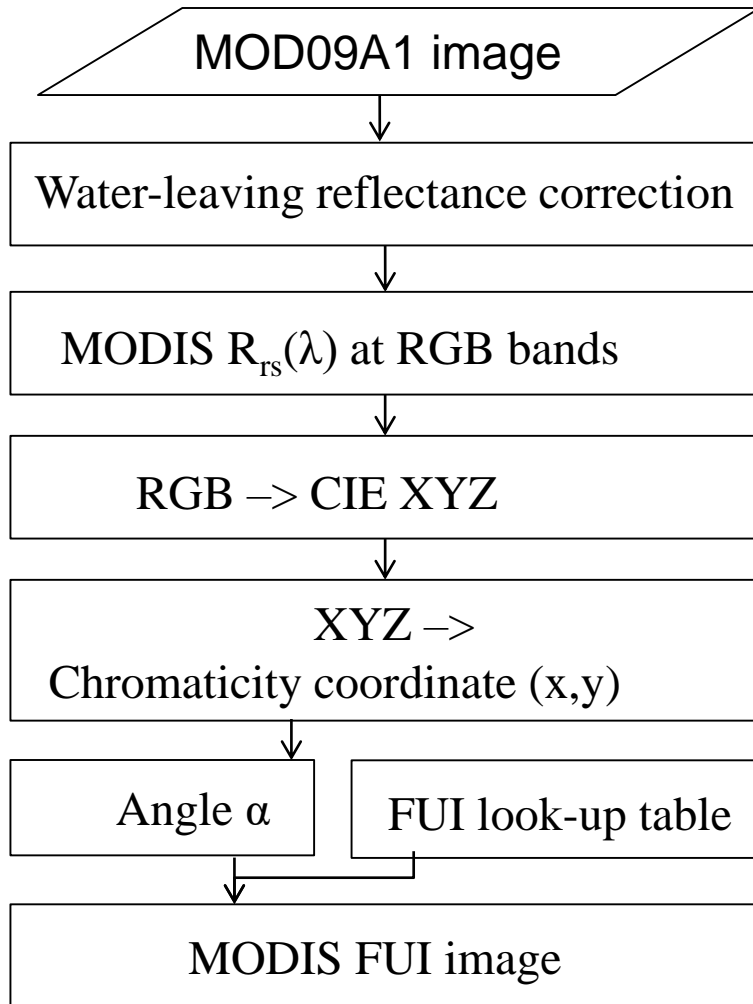 MOD09A1 image
Water-leaving reflectance correction
MODIS Rrs(λ) at RGB bands
RGB –> CIE XYZ
XYZ –>
Chromaticity coordinate (x,y)
Angle α
FUI look-up table
MODIS FUI image